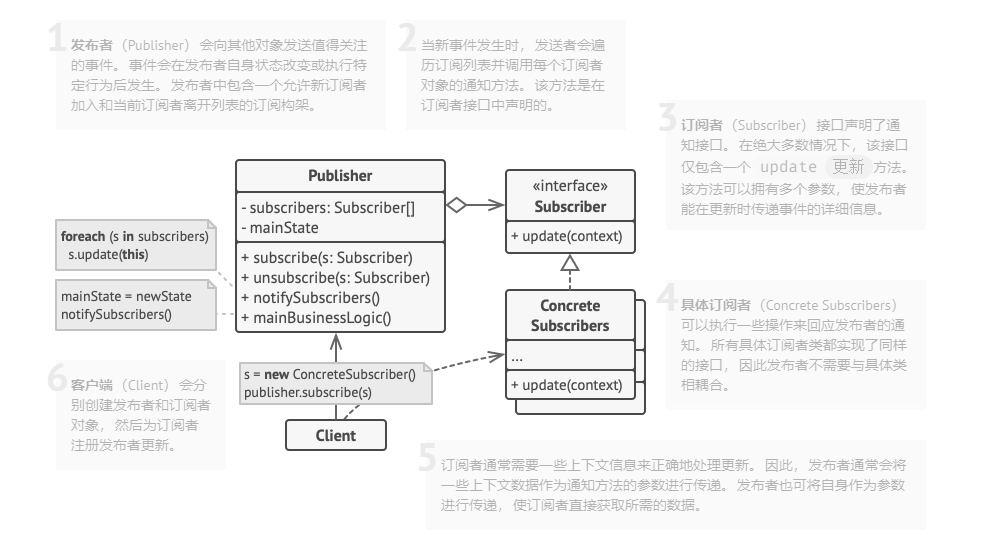 1
发布者 （Publisher） 会向其他对象发送值得关注
的事件。 事件会在发布者自身状态改变或执行特
定行为后发生。 发布者中包含一个允许新订阅者
加入和当前订阅者离开列表的订阅构架。
2
当新事件发生时， 发送者会遍
历订阅列表并调用每个订阅者
对象的通知方法。 该方法是在
订阅者接口中声明的。
3
订阅者 （Subscriber） 接口声明了通
知接口。 在绝大多数情况下， 该接口
仅包含一个 update 更新 方法。
该方法可以拥有多个参数， 使发布者
能在更新时传递事件的详细信息。
Publisher
- subscribers: Subscriber[]
- mainState
+ subscribe(s: Subscriber)
+ unsubscribe(s: Subscriber)
+ notifySubscribers()
+ mainBusinessLogic()
«interface»
Subscriber
+ update(context)
foreach (s in subscribers)
s.update(this)
mainState = newState
notifySubscribers()
Concrete
Subscribers
...
+ update(context)
4
具体订阅者 （Concrete Subscribers）
可以执行一些操作来回应发布者的通
知。 所有具体订阅者类都实现了同样
的接口， 因此发布者不需要与具体类
相耦合。
s = new ConcreteSubscriber()
publisher.subscribe(s)
Client
6
客户端 （Client） 会分
别创建发布者和订阅者
对象， 然后为订阅者
注册发布者更新。
5
订阅者通常需要一些上下文信息来正确地处理更新。 因此， 发布者通常会将
一些上下文数据作为通知方法的参数进行传递。 发布者也可将自身作为参数
进行传递， 使订阅者直接获取所需的数据。